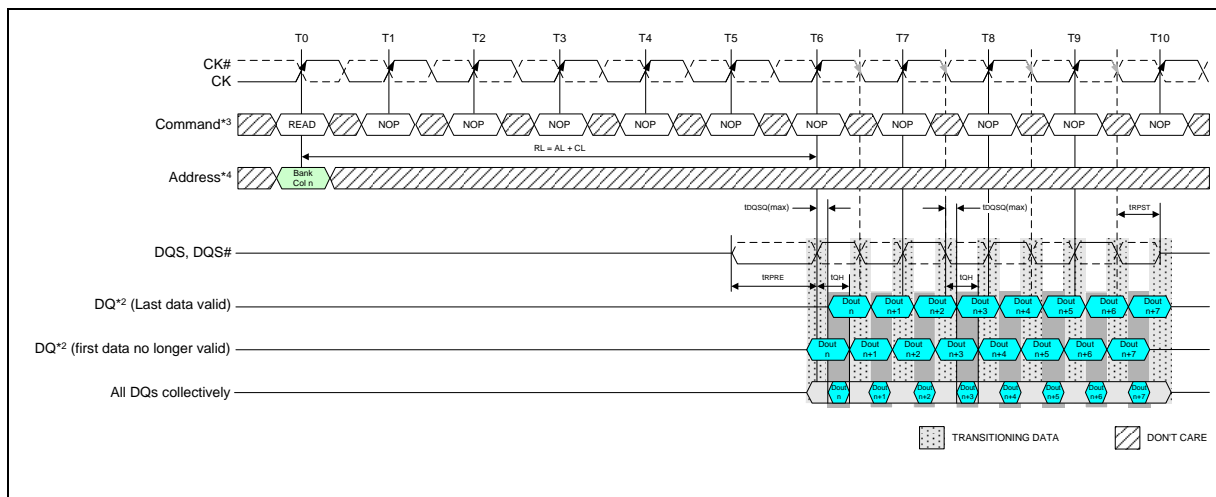 T0 T1 T2 T3 T4 T5 T6 T7 T8 T9 T10
CK#
CK
Command*3 READ NOP NOP NOP NOP NOP NOP NOP NOP NOP NOP
RL = AL + CL
Address*4
Bank
Col n
tDQSQ(max) tDQSQ(max) tRPST
DQS, DQS#
tRPRE tQH tQH
DQ*2 (Last data valid)
Dout Dout Dout Dout Dout Dout Dout Dout
n n+1 n+2 n+3 n+4 n+5 n+6 n+7
DQ*2 (first data no longer valid)
Dout Dout Dout Dout Dout Dout Dout Dout
n n+1 n+2 n+3 n+4 n+5 n+6 n+7
All DQs collectively
Dout Dout Dout Dout Dout Dout Dout Dout
n n+1 n+2 n+3 n+4 n+5 n+6 n+7
TRANSITIONING DATA DON'T CARE